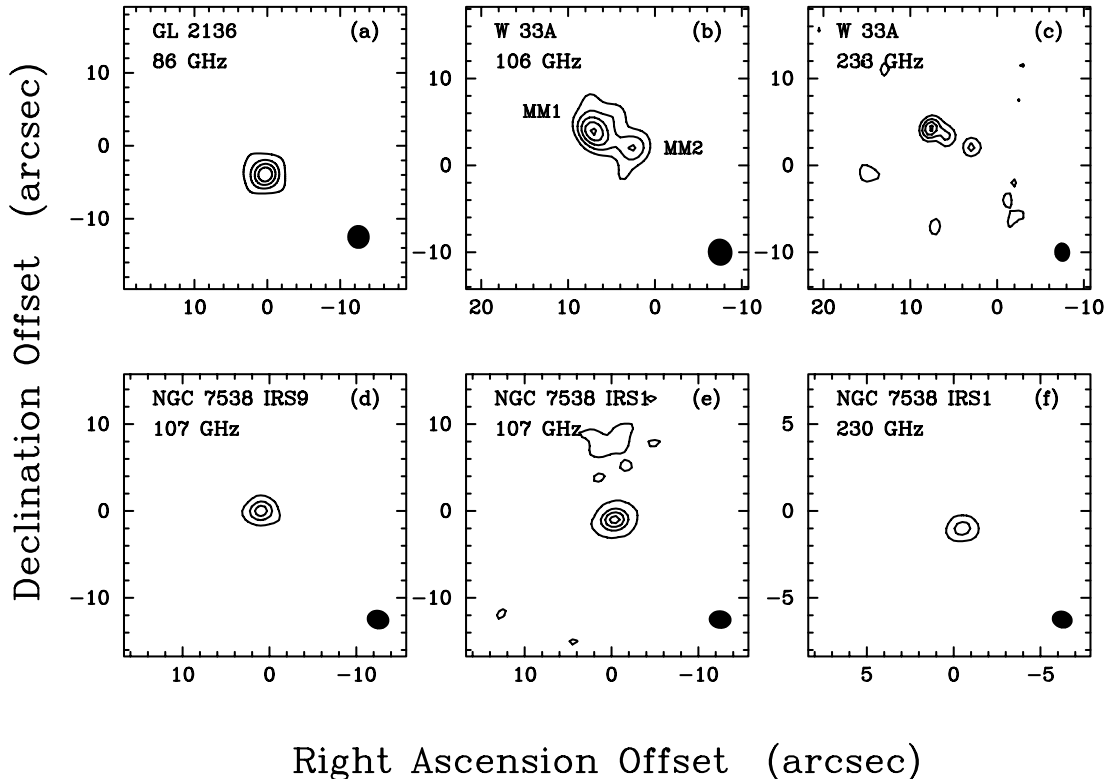 GL 2136 (a)
86 GHz
10
0
-10
10 0 -10
W 33A (b)
106 GHz
MM1
MM2
10
0
-10
20 10 0 -10
W 33A (c)
238 GHz
10
0
-10
20 10 0 -10
NGC 7538 IRS9 (d)
107 GHz
10
0
-10
10 0 -10
NGC 7538 IRS1 (e)
107 GHz
10
0
-10
10 0 -10
NGC 7538 IRS1 (f)
230 GHz
5
0
-5
5 0 -5
Declination Offset (arcsec)
Right Ascension Offset (arcsec)